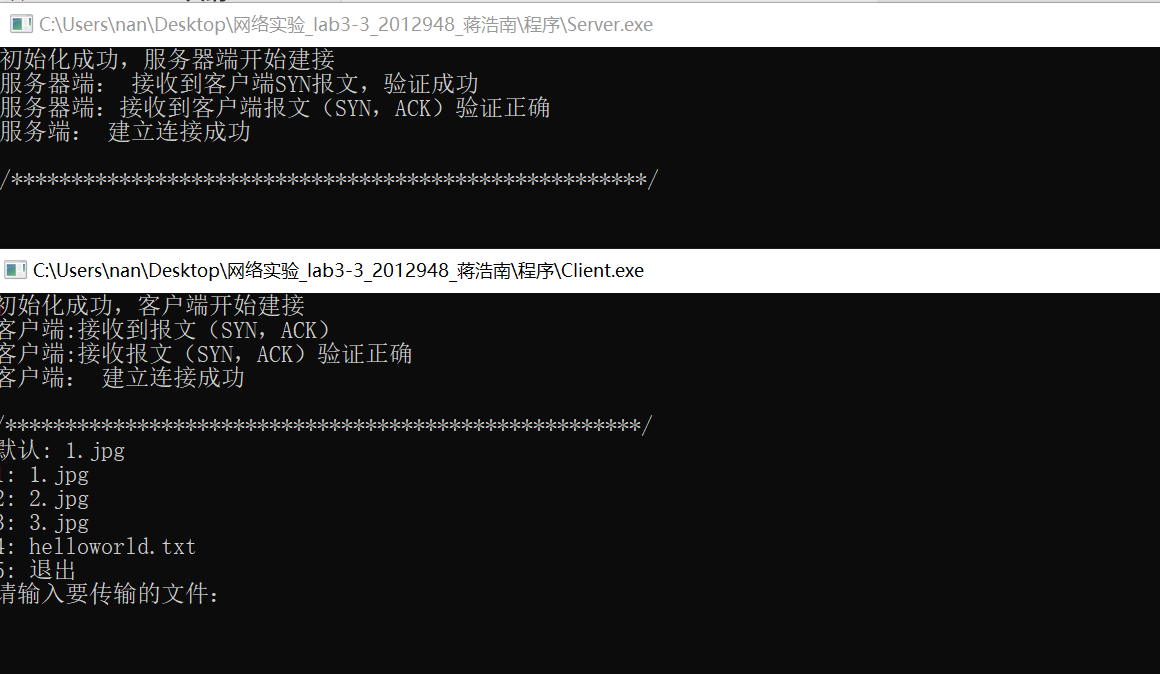 C:\Users\nan\Desktop\网络实验_lab3-3_2012948_蒋浩南\程序\Server.exe
初始化成功，服务器端开始建接
服务器端： 接收到客户端SYN报文，验证成功
服务器端：接收到客户端报文（SYN，ACK）验证正确
服务端： 建立连接成功
/*****************************************************/
C:\Users\nan\Desktop\网络实验_lab3-3_2012948_蒋浩南\程序\Client.exe
初始化成功，客户端开始建接
客户端:接收到报文（SYN，ACK）
客户端:接收报文（SYN，ACK）验证正确
客户端： 建立连接成功
/*****************************************************/
默认: 1.jpg
1: 1.jpg
2: 2.jpg
3: 3.jpg
4: helloworld.txt
5: 退出
请输入要传输的文件：